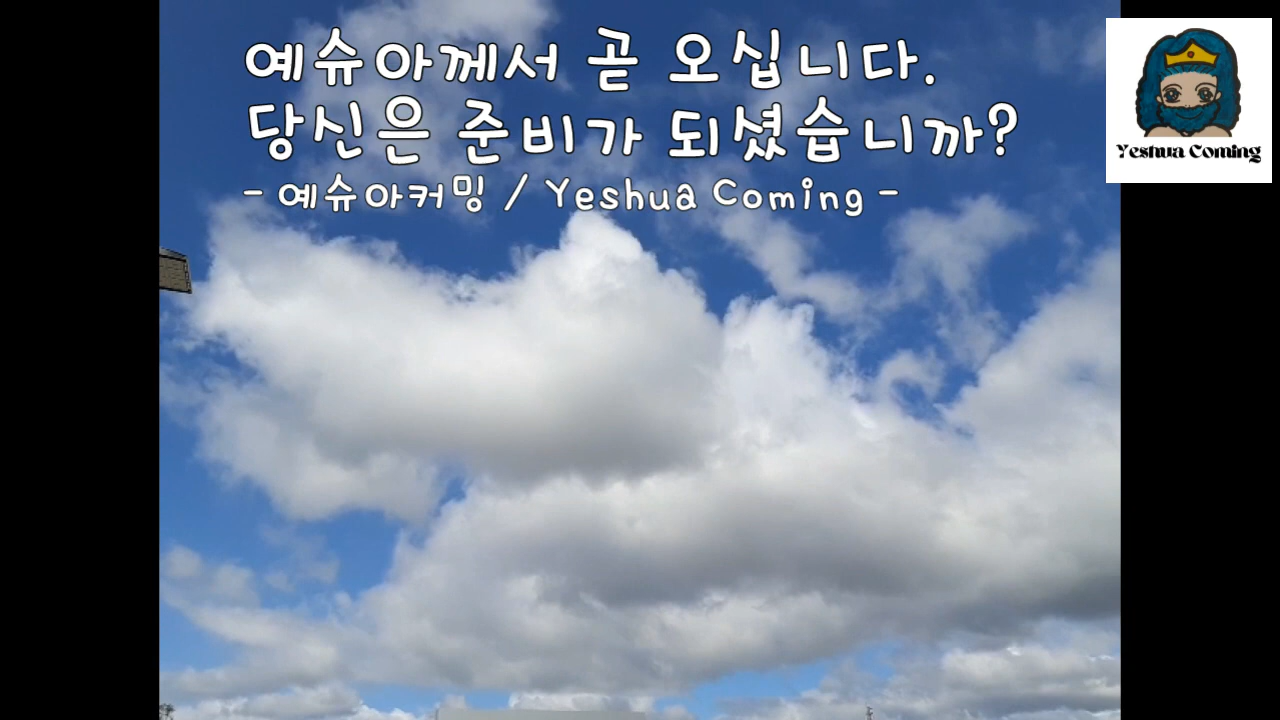 예슈아께서 곧 오십니다.
당신은 준비가 되셨습니까?
- 예슈아커밍 / Yeshua Coming -
Yeshua Coming